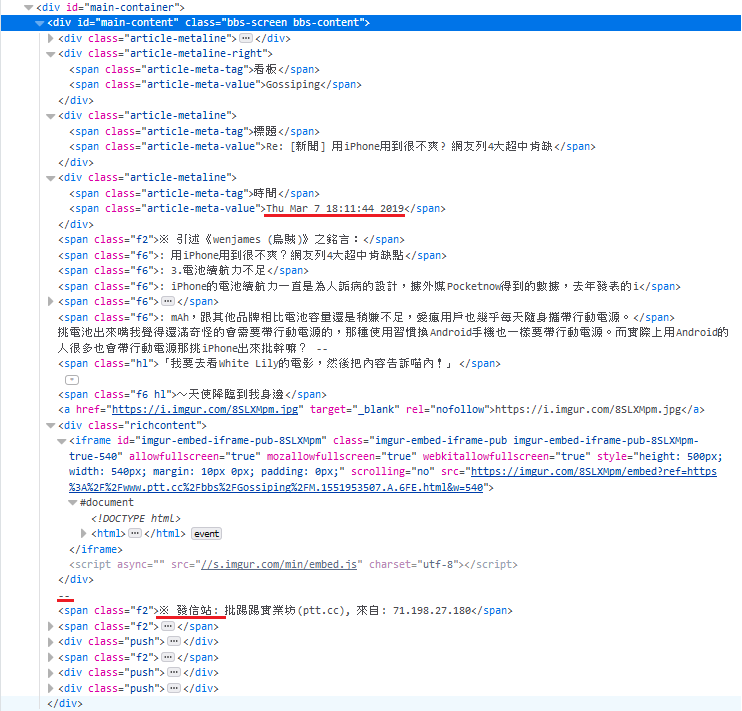 <div id="main-container">
<div id="main-content" class="bbs-screen bbs-content">
<div class="article-metaline"></div>
<div class="article-metaline-right">
<span class="article-meta-tag">看板</span>
<span class="article-meta-value">Gossiping</span>
</div>
<div class="article-metaline">
<span class="article-meta-tag">標題</span>
<span class="article-meta-value">Re: [新聞] 用iPhone用到很不爽? 網友列4大超中肯缺</span>
</div>
<div class="article-metaline">
<span class="article-meta-tag">時間</span>
<span class="article-meta-value">Thu Mar 7 18:11:44 2019</span>
</div>
<span class="f2">※ 引述《wenjames (烏賊)》之銘言：</span>
<span class="f6">: 用iPhone用到很不爽？網友列4大超中肯缺點</span>
<span class="f6">: 3.電池續航力不足</span>
<span class="f6">: iPhone的電池續航力一直是為人詬病的設計，據外媒Pocketnow得到的數據，去年發表的i</span>
<span class="f6"></span>
<span class="f6">: mAh，跟其他品牌相比電池容量還是稍嫌不足，愛瘋用戶也幾乎每天隨身攜帶行動電源。</span>
挑電池出來嘴我覺得還滿奇怪的會需要帶行動電源的，那種使用習慣換Android手機也一樣要帶行動電源。而實際上用Android的
人很多也會帶行動電源那挑iPhone出來批幹嘛？ --
<span class="hl">「我要去看White Lily的電影，然後把內容告訴喵內！」</span>
<span class="f6 hl">～天使降臨到我身邊</span>
<a href="https://i.imgur.com/8SLXMpm.jpg" target="_blank" rel="nofollow">https://i.imgur.com/8SLXMpm.jpg</a>
<div class="richcontent">
<iframe id="imgur-embed-iframe-pub-8SLXMpm" class="imgur-embed-iframe-pub imgur-embed-iframe-pub-8SLXMpm-
true-540" allowfullscreen="true" mozallowfullscreen="true" webkitallowfullscreen="true" style="height: 500px;
width: 540px; margin: 10px 0px; padding: 0px;" scrolling="no" src="https://imgur.com/8SLXMpm/embed?ref=https
%3A%2F%2Fwww.ptt.cc%2Fbbs%2FGossiping%2FM.1551953507.A.6FE.html&w=540">
#document
<!DOCTYPE html>
<html></html> event
</iframe>
<script async="" src="//s.imgur.com/min/embed.js" charset="utf-8"></script>
</div>
--
<span class="f2">※ 發信站: 批踢踢實業坊(ptt.cc), 來自: 71.198.27.180</span>
<span class="f2"></span>
<div class="push"></div>
<span class="f2"></span>
<div class="push"></div>
<div class="push"></div>
</div>